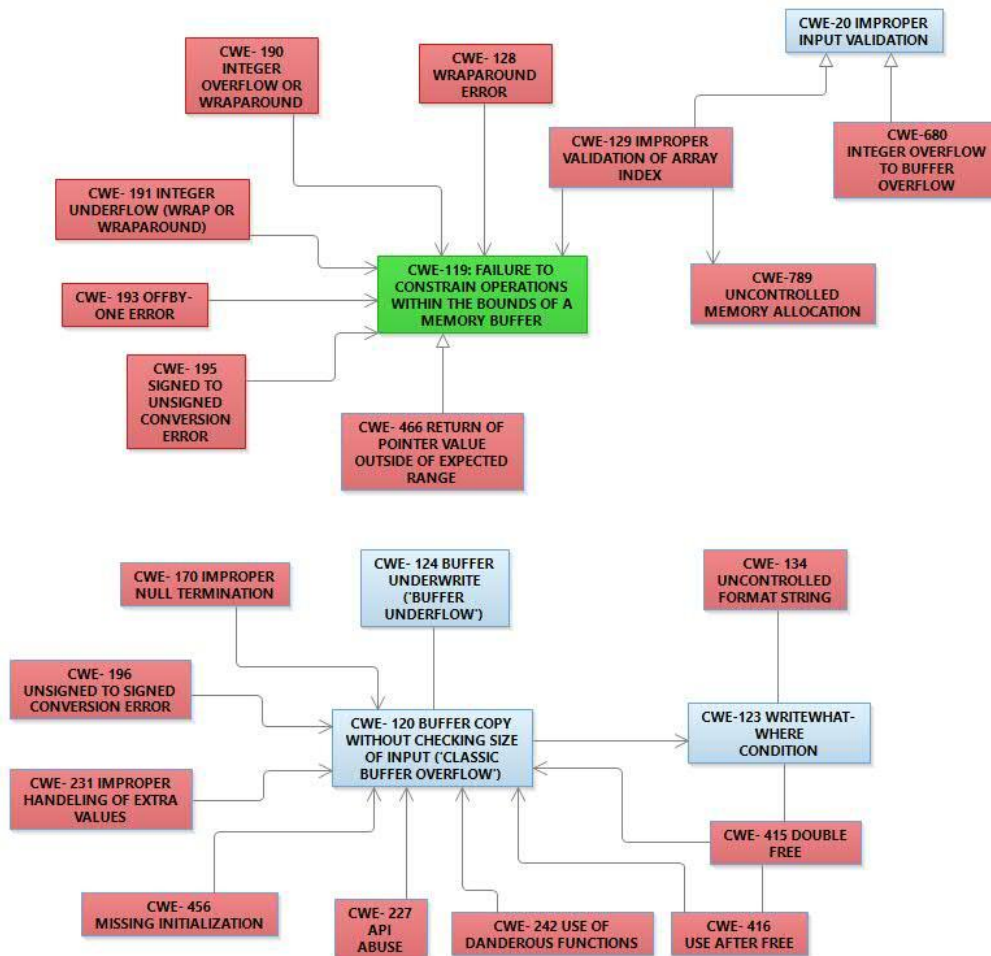 CWE-20 IMPROPER
INPUT VALIDATION
CWE- 190
INTEGER
OVERFLOW OR
WRAPAROUND
CWE- 128
WRAPAROUND
ERROR
CWE-129 IMPROPER
VALIDATION OF ARRAY
INDEX
CWE-680
INTEGER OVERFLOW
TO BUFFER
OVERFLOW
CWE- 191 INTEGER
UNDERFLOW (WRAP OR
WRAPAROUND)
CWE-119: FAILURE TO
CONSTRAIN OPERATIONS
WITHIN THE BOUNDS OF A
MEMORY BUFFER
CWE-789
UNCONTROLLED
MEMORY ALLOCATION
CWE- 193 OFFBY-
ONE ERROR
CWE- 195
SIGNED TO
UNSIGNED
CONVERSION
ERROR
CWE- 466 RETURN OF
POINTER VALUE
OUTSIDE OF EXPECTED
RANGE
CWE- 170 IMPROPER
NULL TERMINATION
CWE- 124 BUFFER
UNDERWRITE
('BUFFER
UNDERFLOW')
CWE- 134
UNCONTROLLED
FORMAT STRING
CWE- 196
UNSIGNED TO SIGNED
CONVERSION ERROR
CWE- 120 BUFFER COPY
WITHOUT CHECKING SIZE
OF INPUT ('CLASSIC
BUFFER OVERFLOW')
CWE-123 WRITEWHAT-
WHERE
CONDITION
CWE- 231 IMPROPER
HANDELING OF EXTRA
VALUES
CWE- 415 DOUBLE
FREE
CWE- 456
MISSING INITIALIZATION
CWE- 227
API
ABUSE
CWE- 242 USE OF
DANDEROUS FUNCTIONS
CWE- 416
USE AFTER FREE